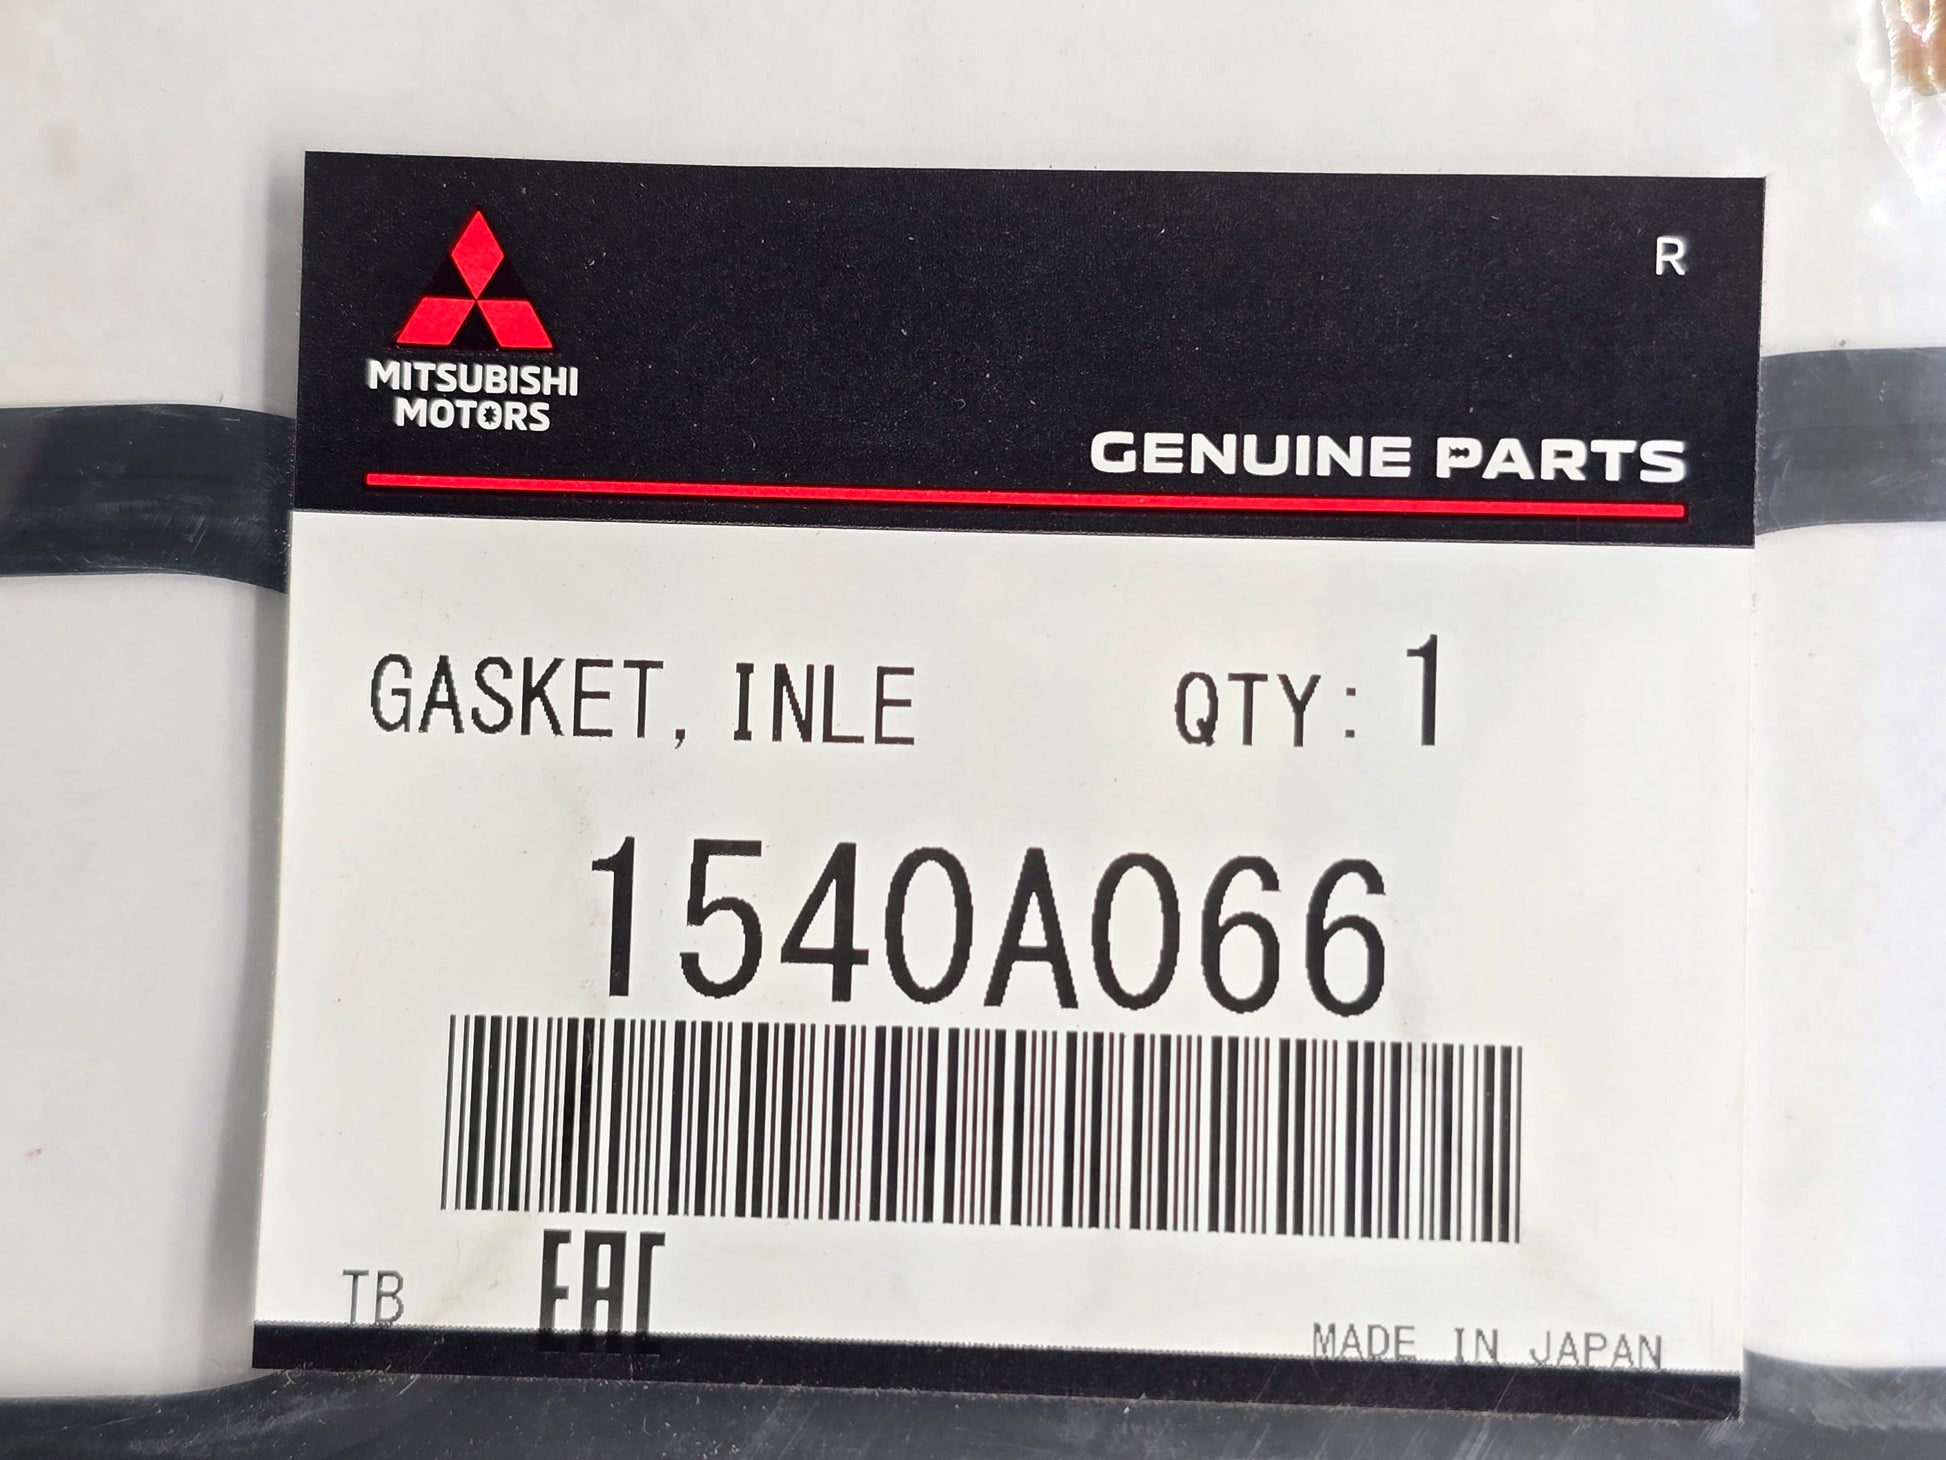 R
MITSUBISHI
MOTORS
GENUINE PARTS
GASKET, INLE QTY: 1
1540A066
TB EAC
MADE IN JAPAN